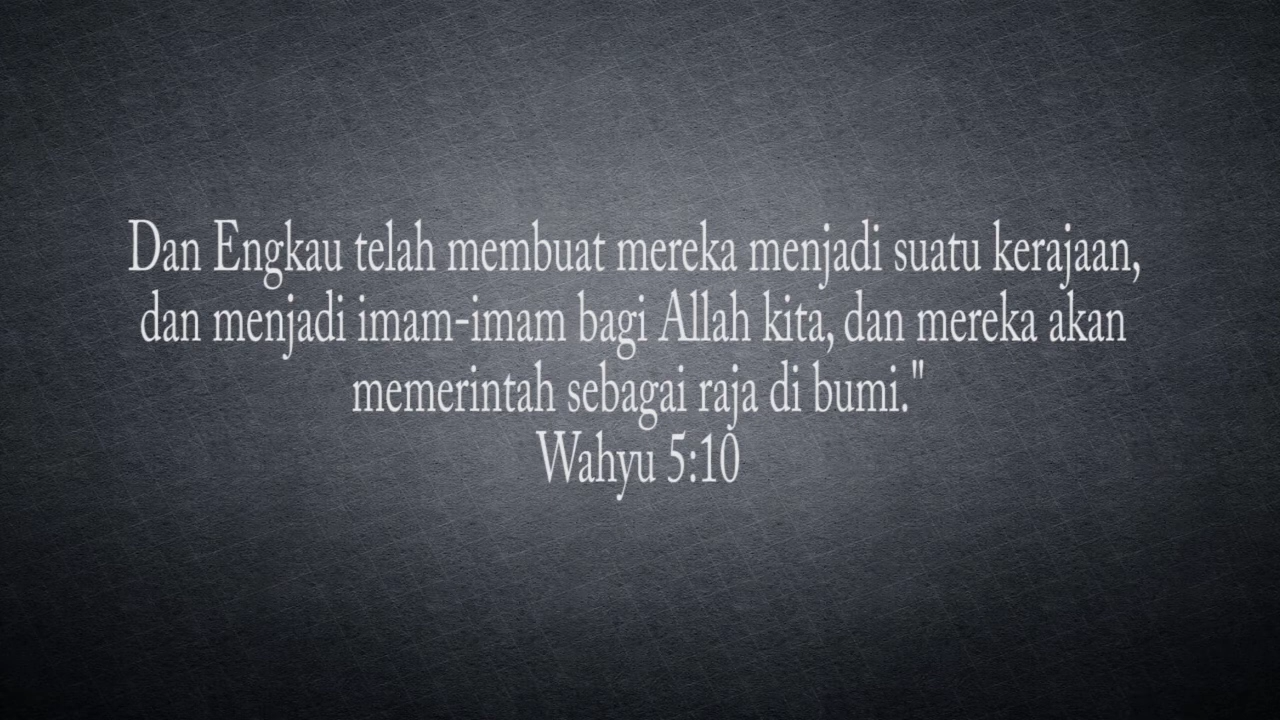 Dan Engkau telah membuat mereka menjadi suatu kerajaan,
dan menjadi imam-imam bagi Allah kita, dan mereka akan
memerintah sebagai raja di bumi."
Wahyu 5:10